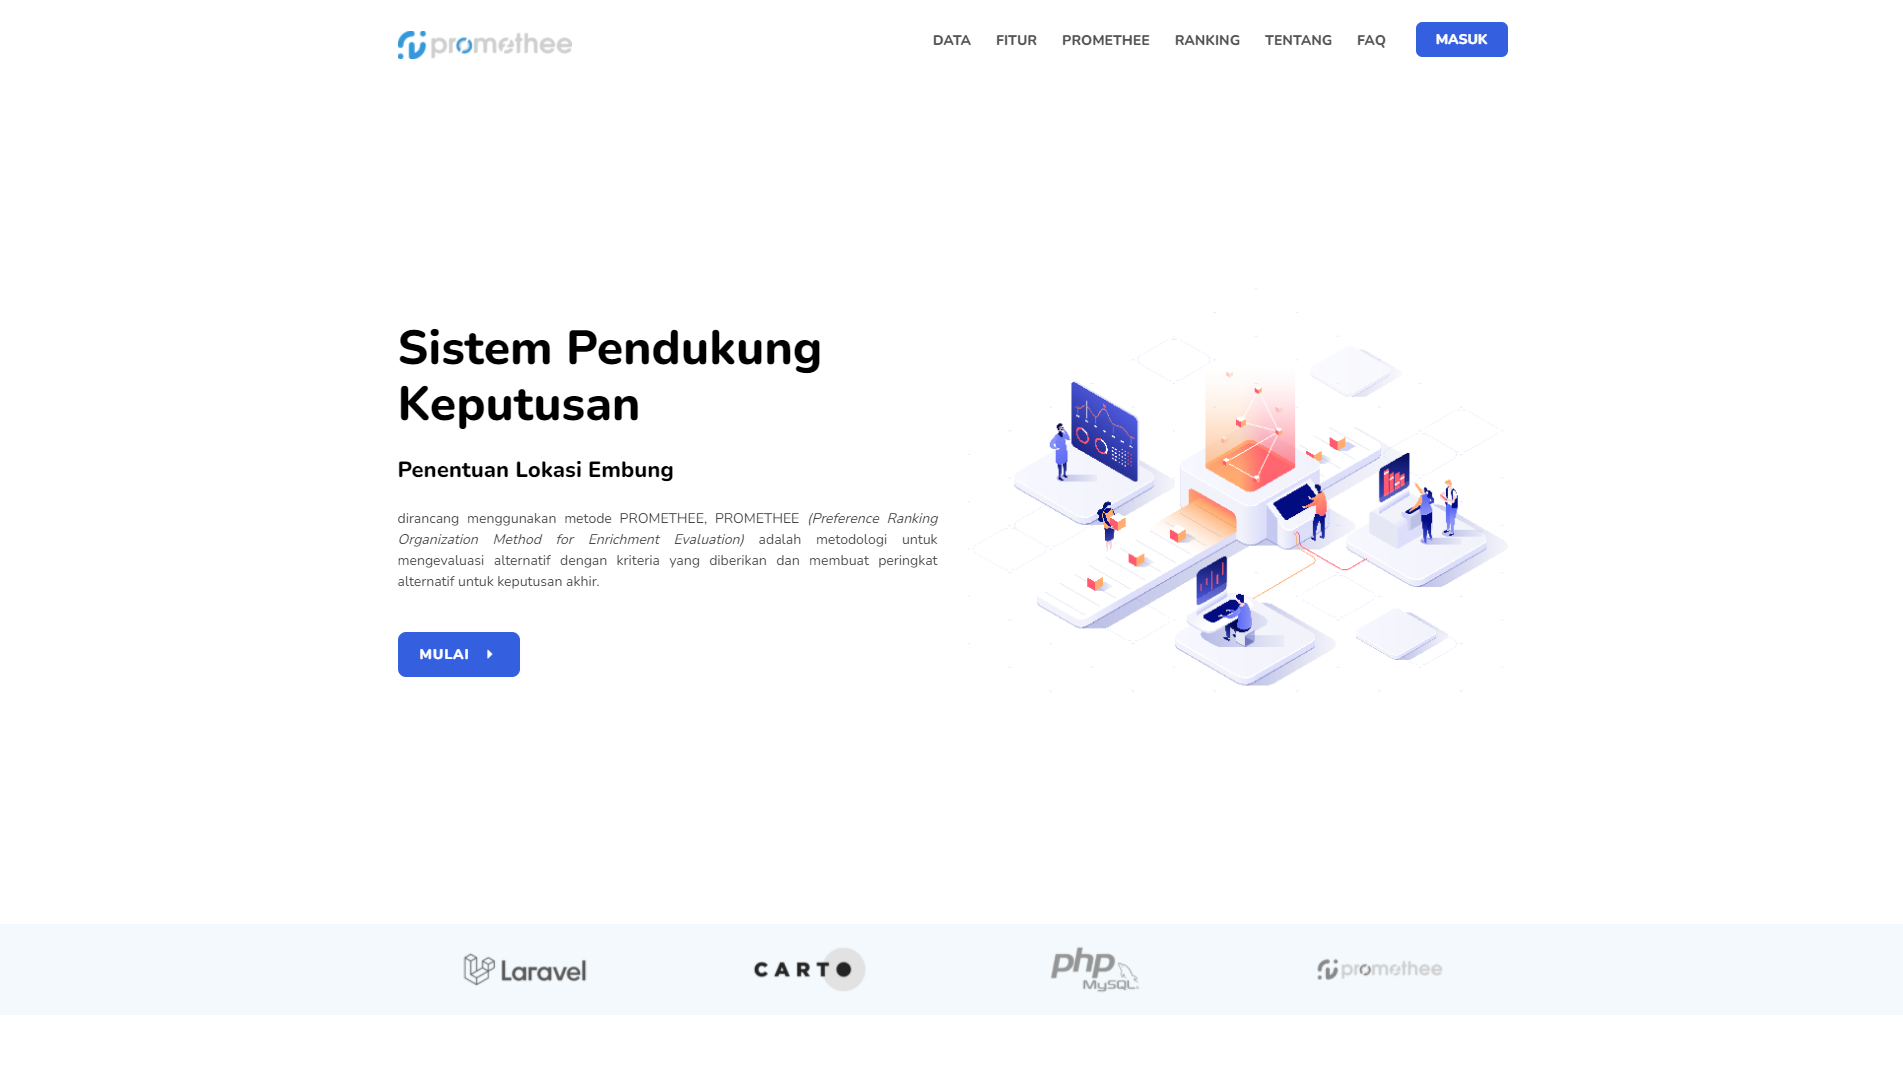 promethee
DATA FITUR PROMETHEE RANKING TENTANG FAQ MASUK
Sistem Pendukung
Keputusan
Penentuan Lokasi Embung
dirancang menggunakan metode PROMETHEE, PROMETHEE (Preference Ranking
Organization Method for Enrichment Evaluation) adalah metodologi untuk
mengevaluasi alternatif dengan kriteria yang diberikan dan membuat peringkat
alternatif untuk keputusan akhir.
MULAI
Laravel
CARTO
php
MySQL
promethee